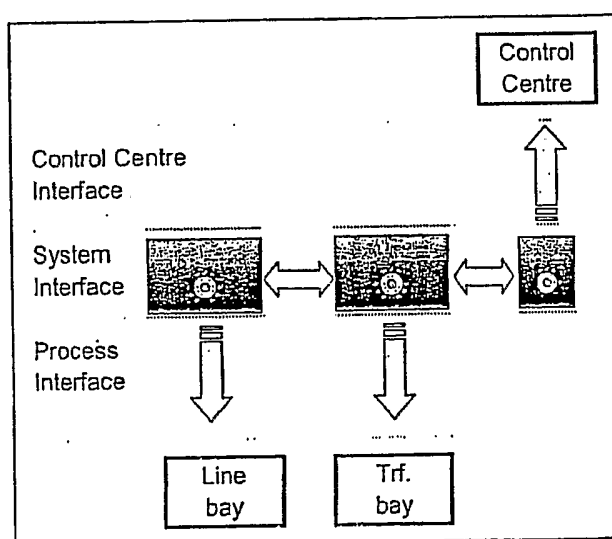 Control
Centre
Control Centre
Interface
System
Interface
Process
Interface
Line
bay
Trf.
bay